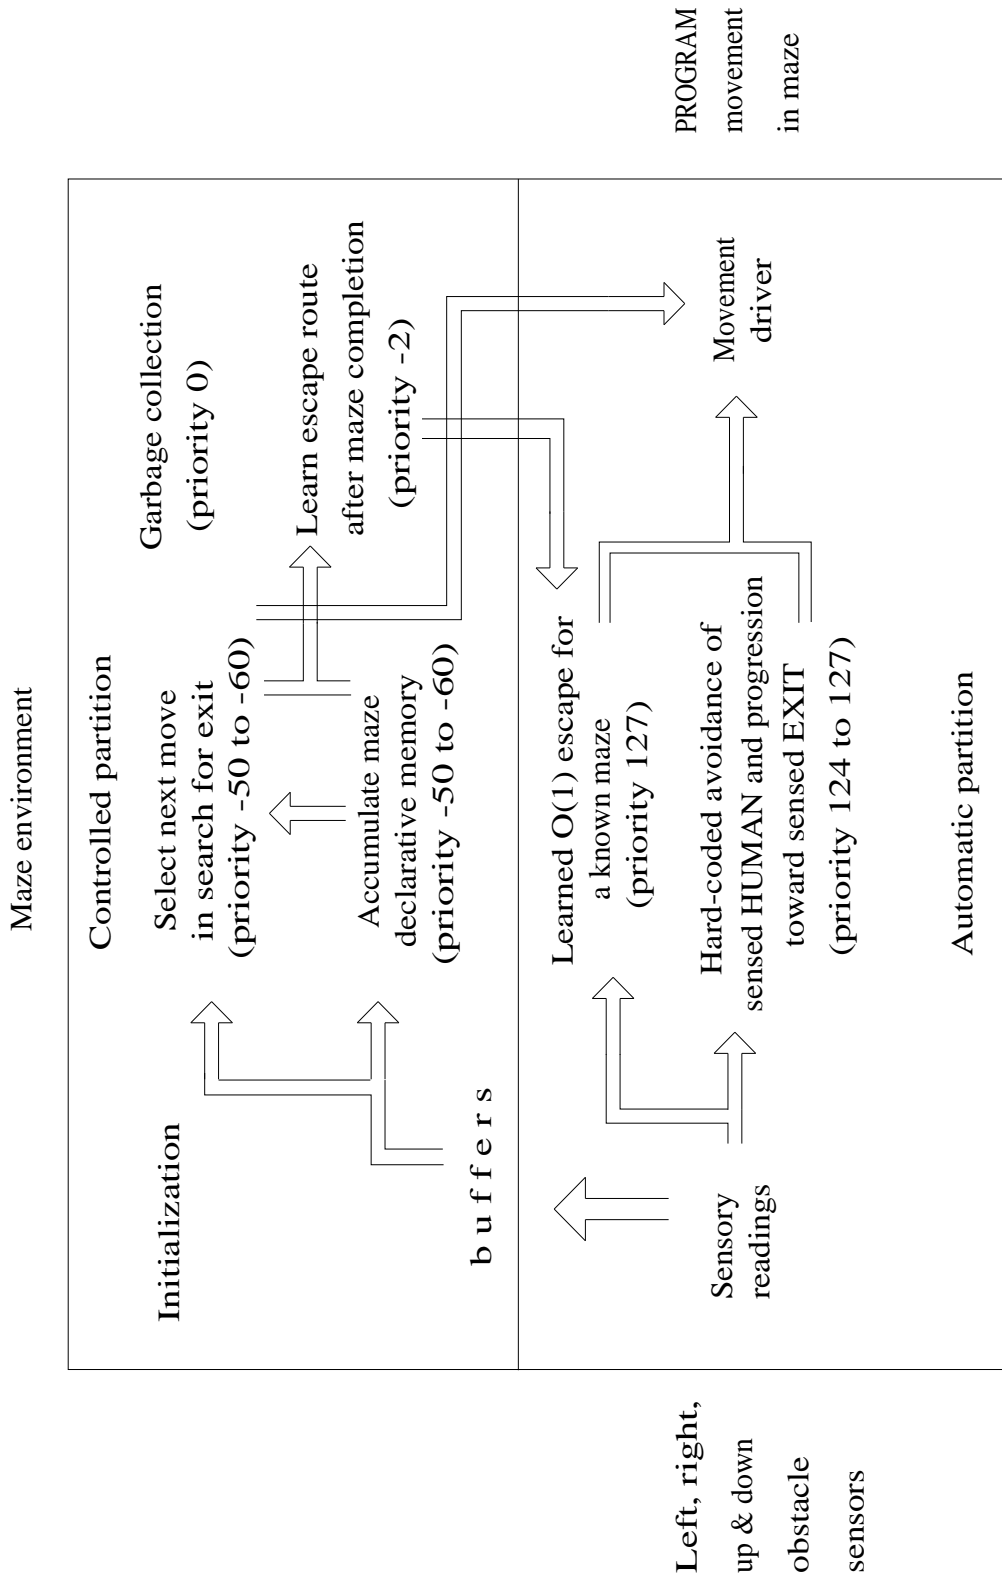 Maze environment
Controlled partition
Initialization
Select next move
in search for exit
(priority -50 to -60)
Garbage collection
(priority 0)
Accumulate maze
declarative memory
(priority -50 to -60)
Learn escape route
after maze completion
(priority -2)
b u f f e r s
Learned O(1) escape for
a known maze
(priority 127)
Left, right,
up & down
obstacle
sensors
Sensory
readings
Hard-coded avoidance of
sensed HUMAN and progression
toward sensed EXIT
(priority 124 to 127)
Movement
driver
PROGRAM
movement
in maze
Automatic partition